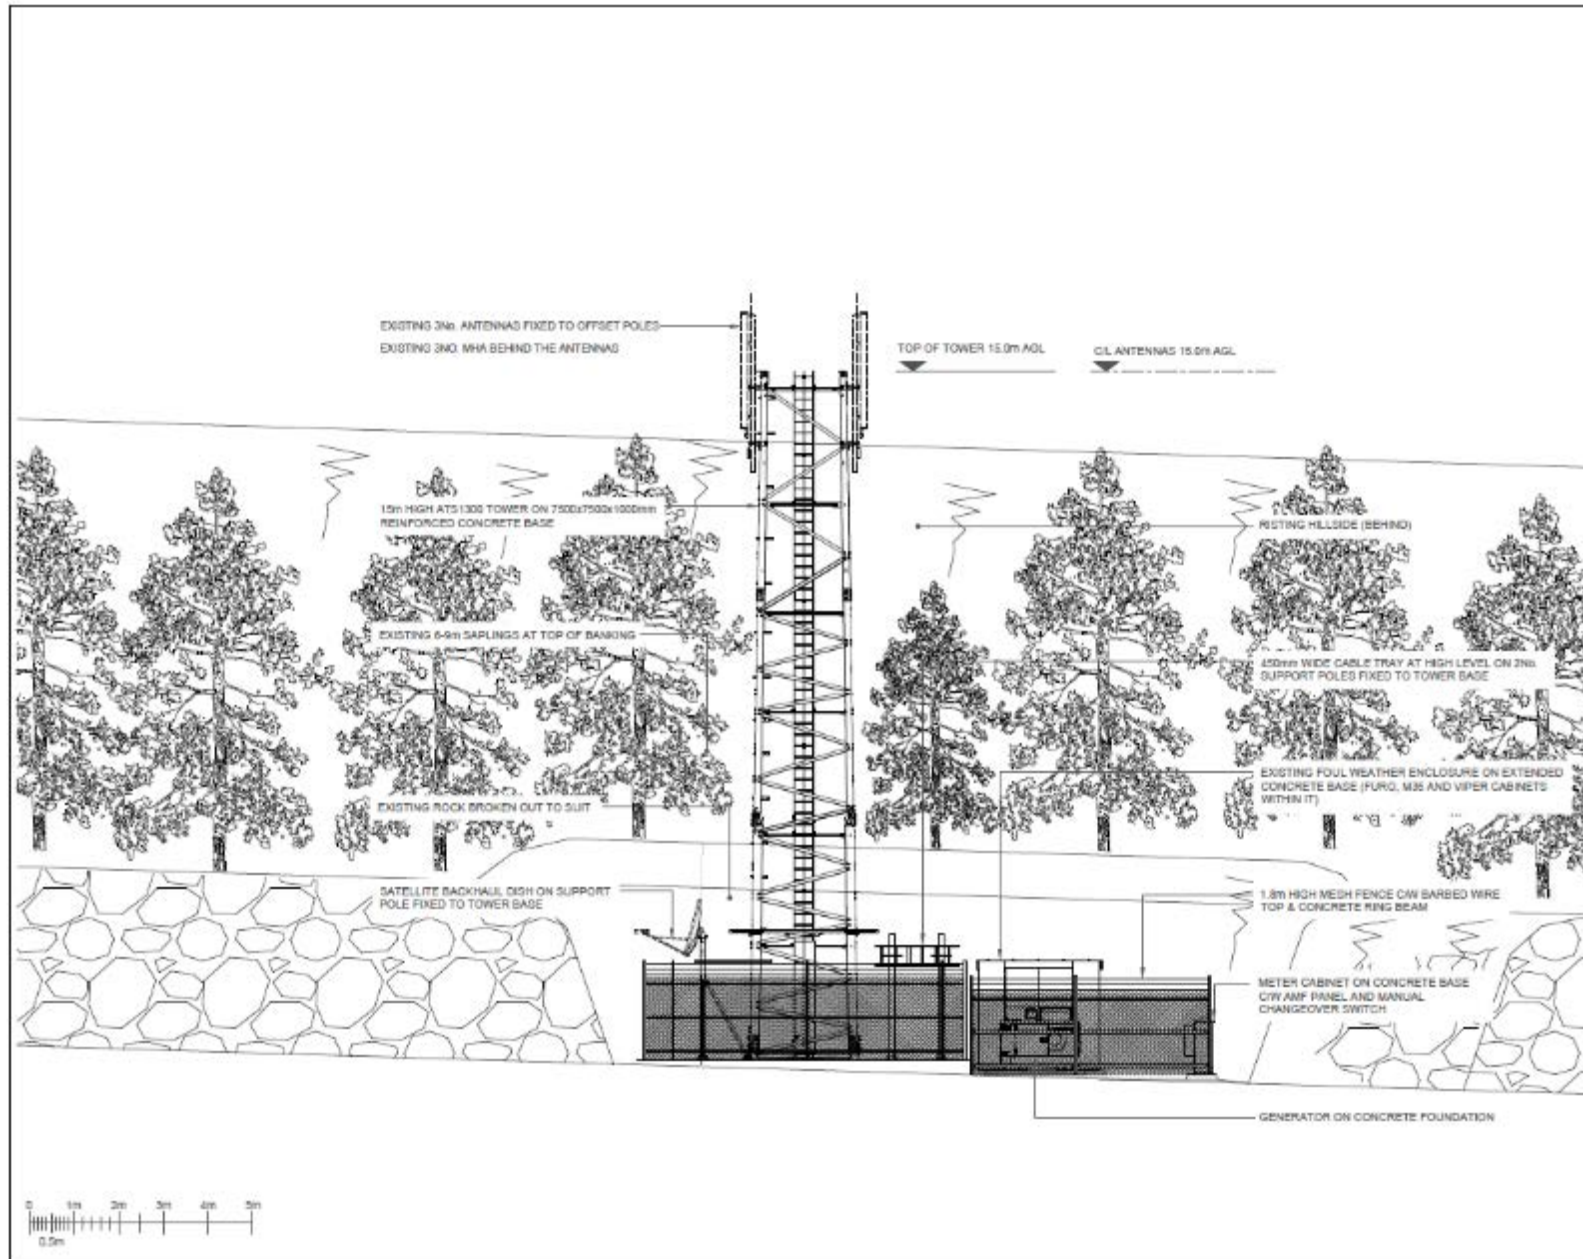 EXISTING 3No. ANTENNAS FIXED TO OFFSET POLES
EXISTING 3NO. MHA BEHIND THE ANTENNAS
TOP OF TOWER 15.0m AGL
C/L ANTENNAS 15.0m AGL
15m HIGH ATS1300 TOWER ON 7500x7500x1000mm
REINFORCED CONCRETE BASE
RISTING HILLSIDE (BEHIND)
EXISTING 6-9m SAPLINGS AT TOP OF BANKING
450mm WIDE CABLE TRAY AT HIGH LEVEL ON 2No.
SUPPORT POLES FIXED TO TOWER BASE
EXISTING ROCK BROKEN OUT TO SUIT
EXISTING FOUL WEATHER ENCLOSURE ON EXTENDED
CONCRETE BASE (FURO, M36 AND VIPER CABINETS
WITHIN IT)
SATELLITE BACKHAUL DISH ON SUPPORT
POLE FIXED TO TOWER BASE
1.8m HIGH MESH FENCE C/W BARBED WIRE
TOP & CONCRETE RING BEAM
METER CABINET ON CONCRETE BASE
C/W AMF PANEL AND MANUAL
CHANGEOVER SWITCH
GENERATOR ON CONCRETE FOUNDATION
0 1m 2m 3m 4m 5m
0.5m